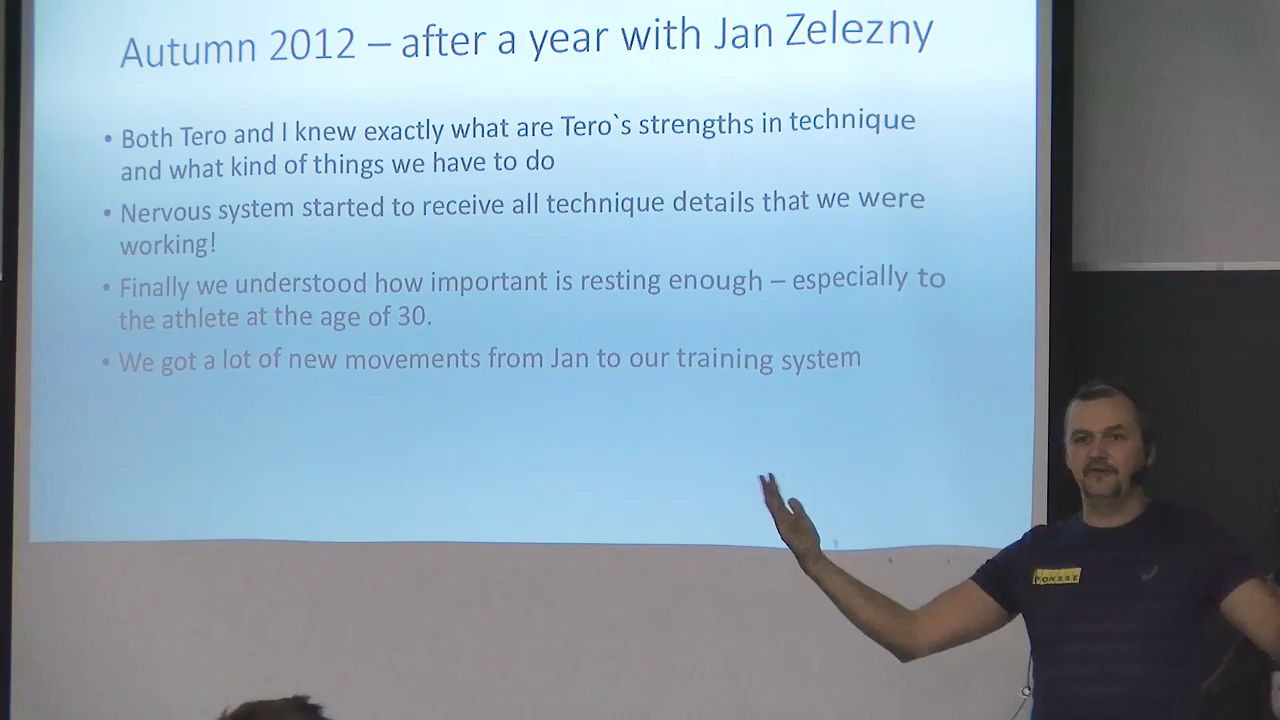 Autumn 2012 – after a year with Jan Zelezny
• Both Tero and I knew exactly what are Tero`s strengths in technique
and what kind of things we have to do
• Nervous system started to receive all technique details that we were
working!
• Finally we understood how important is resting enough – especially to
the athlete at the age of 30.
• We got a lot of new movements from Jan to our training system
PONSSE